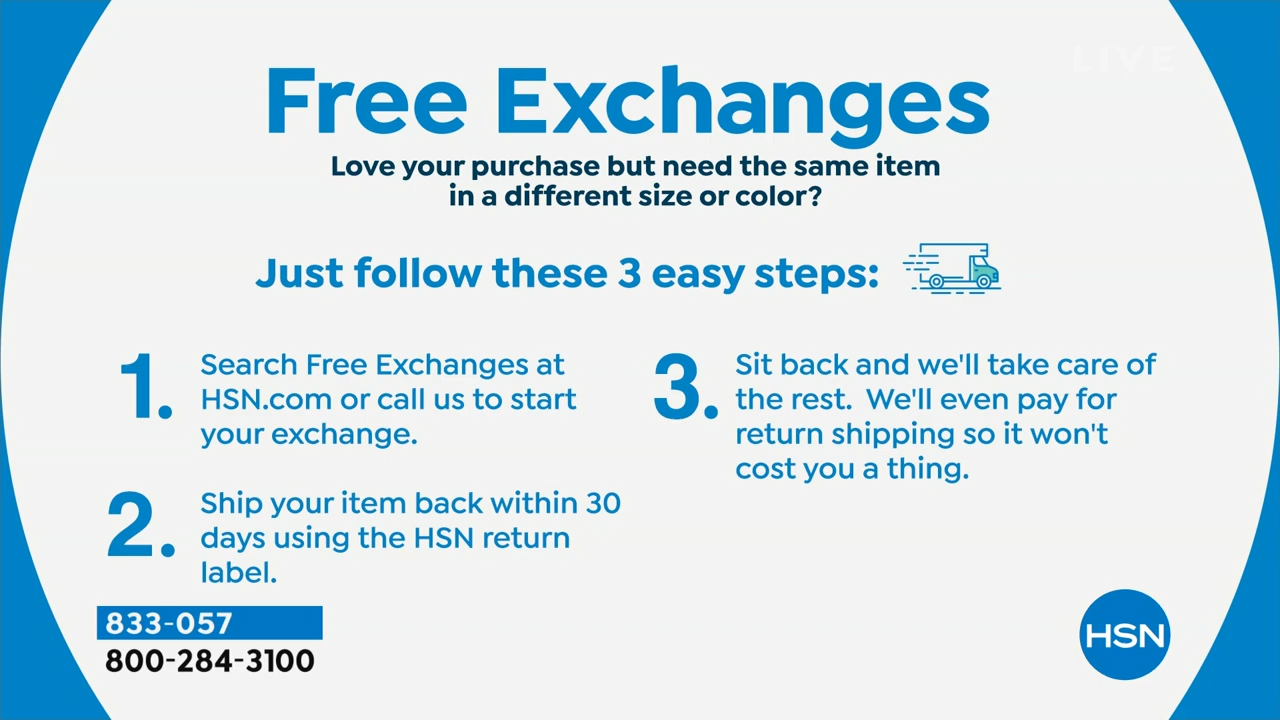 LIVE
Free Exchanges
Love your purchase but need the same item
in a different size or color?
Just follow these 3 easy steps:
1. Search Free Exchanges at
HSN.com or call us to start
your exchange.
2. Ship your item back within 30
days using the HSN return
label.
3. Sit back and we'll take care of
the rest. We'll even pay for
return shipping so it won't
cost you a thing.
833-057
800-284-3100
HSN